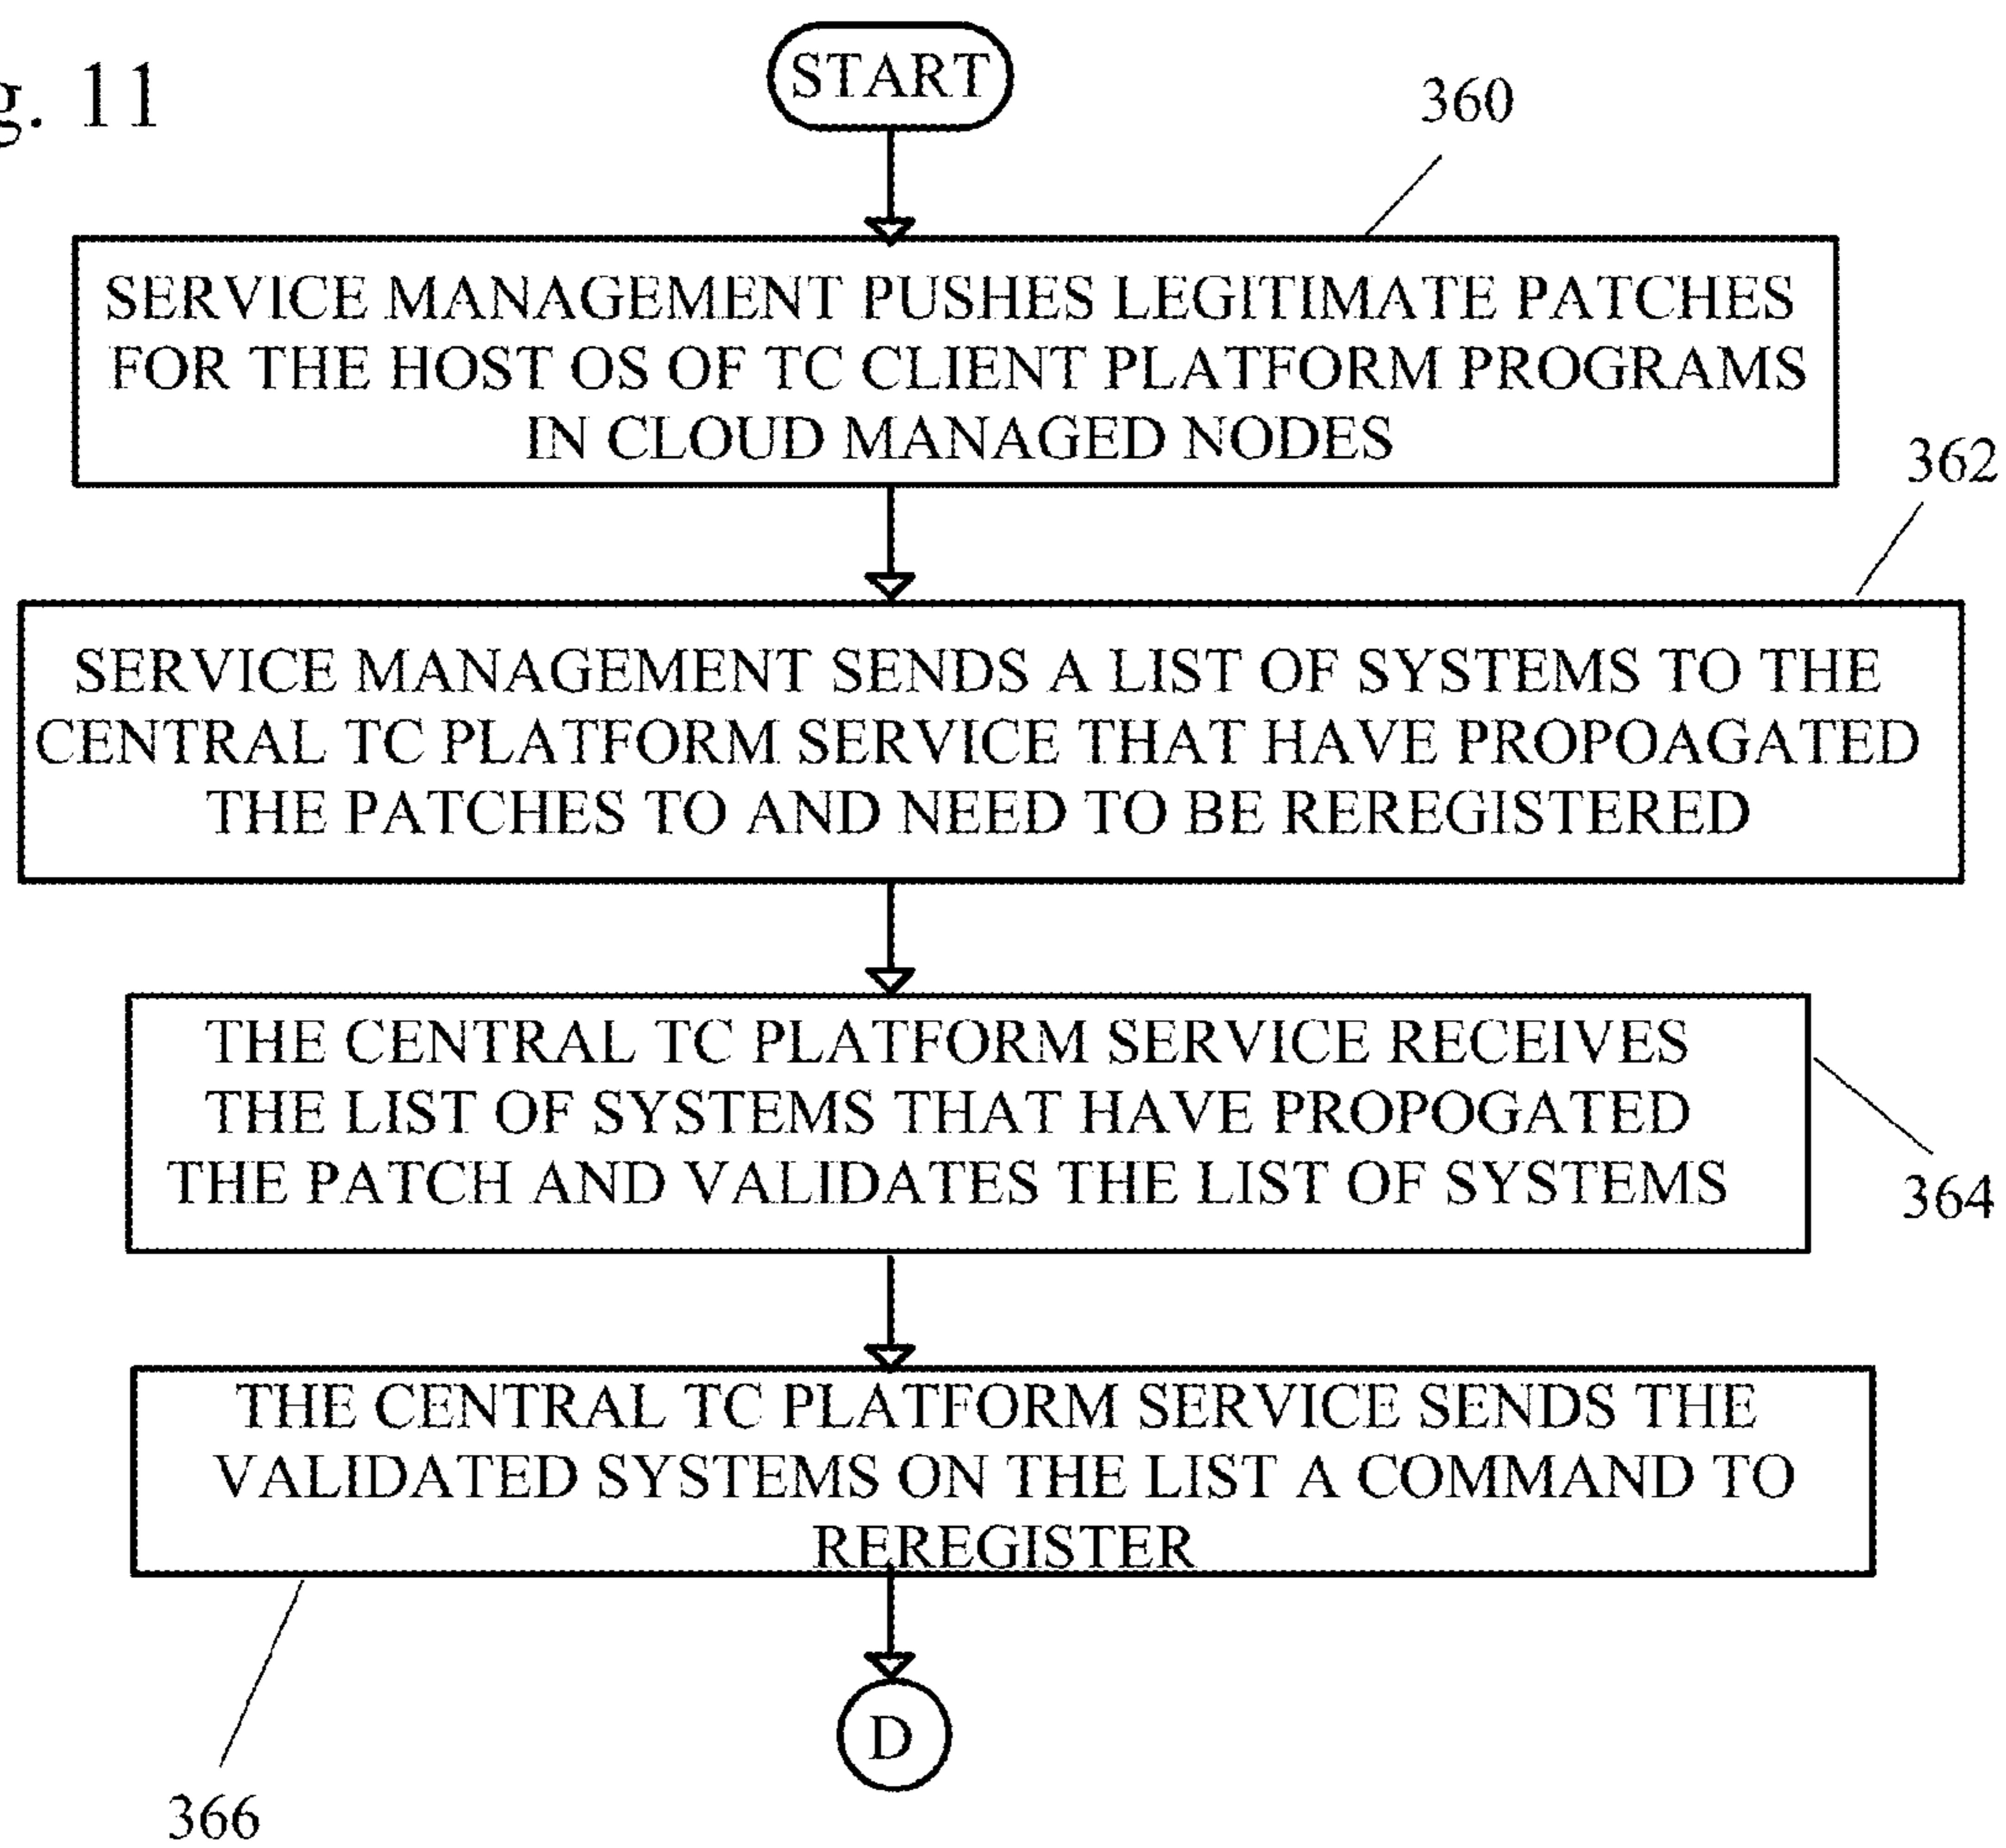 g. 11
START
360
SERVICE MANAGEMENT PUSHES LEGITIMATE PATCHES
FOR THE HOST OS OF TC CLIENT PLATFORM PROGRAMS
IN CLOUD MANAGED NODES
362
SERVICE MANAGEMENT SENDS A LIST OF SYSTEMS TO THE
CENTRAL TC PLATFORM SERVICE THAT HAVE PROPOAGATED
THE PATCHES TO AND NEED TO BE REREGISTERED
THE CENTRAL TC PLATFORM SERVICE RECEIVES
THE LIST OF SYSTEMS THAT HAVE PROPOGATED
THE PATCH AND VALIDATES THE LIST OF SYSTEMS
364
THE CENTRAL TC PLATFORM SERVICE SENDS THE
VALIDATED SYSTEMS ON THE LIST A COMMAND TO
REREGISTER
D
366